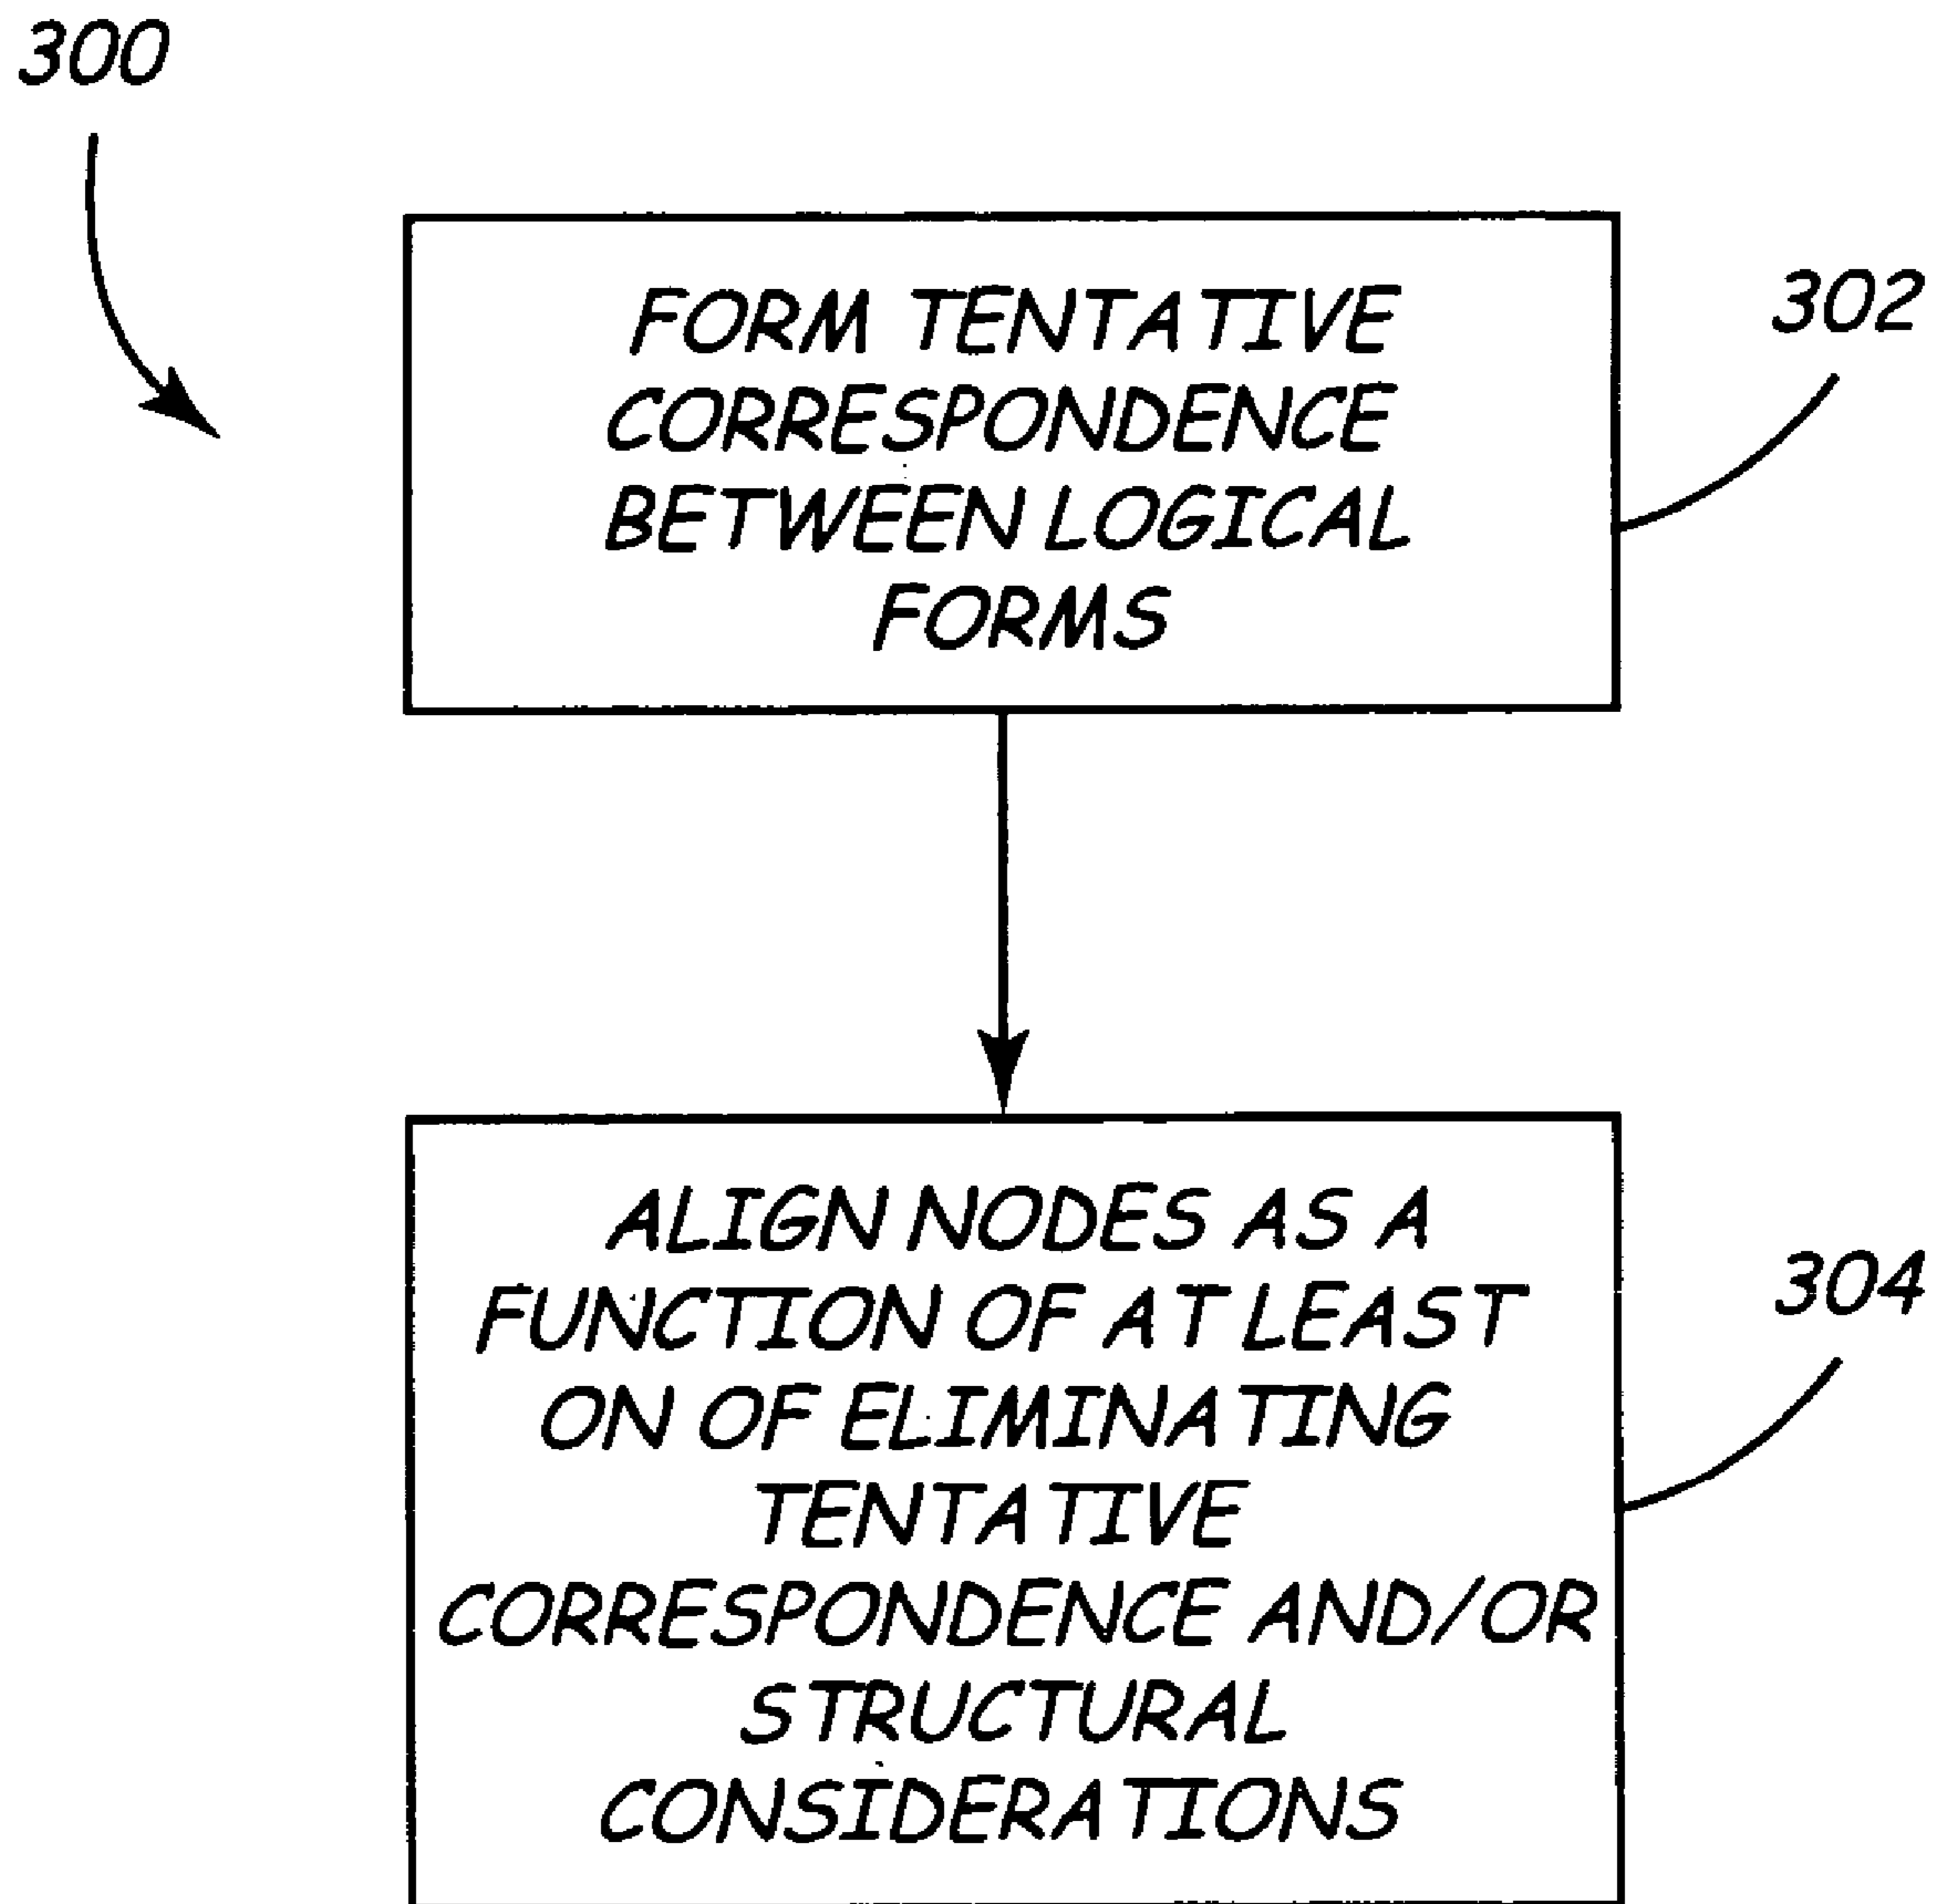 300
FORM TENTATIVE
CORRESPONDENCE
BETWEEN LOGICAL
FORMS
302
ALIGN NODES AS A
FUNCTION OF AT LEAST
ON OF ELIMINATING
TENTATIVE
CORRESPONDENCE AND/OR
STRUCTURAL
CONSIDERATIONS
304